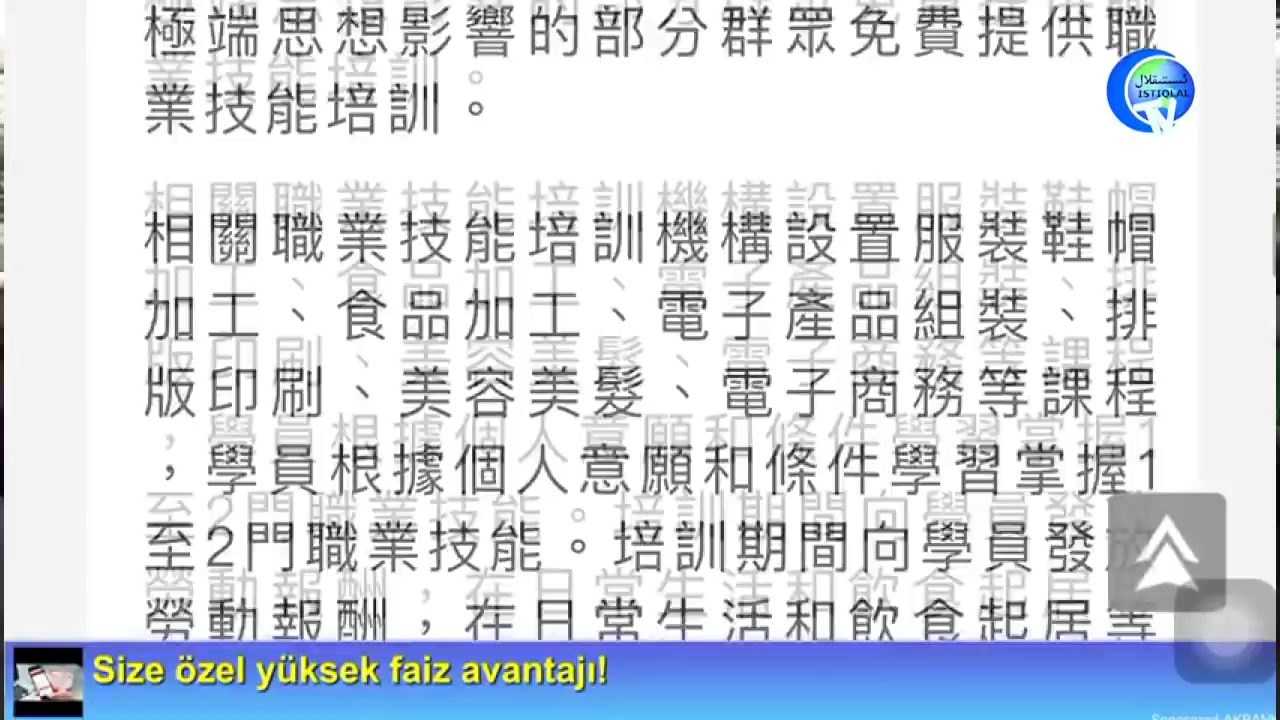 極端思想影響的部分群眾免費提供職
業技能培訓。
ئىستىقلال
ISTIQLAL
TV
相關職業技能培訓機構設置服裝鞋帽
加工、食品加工、電子產品組裝、排
版印刷、美容美髮、電子商務等課程
，學員根據個人意願和條件學習掌握1
至2門職業技能。培訓期間向學員發放
勞動報酬，在日常生活和飲食起居等
Size özel yüksek faiz avantajı!